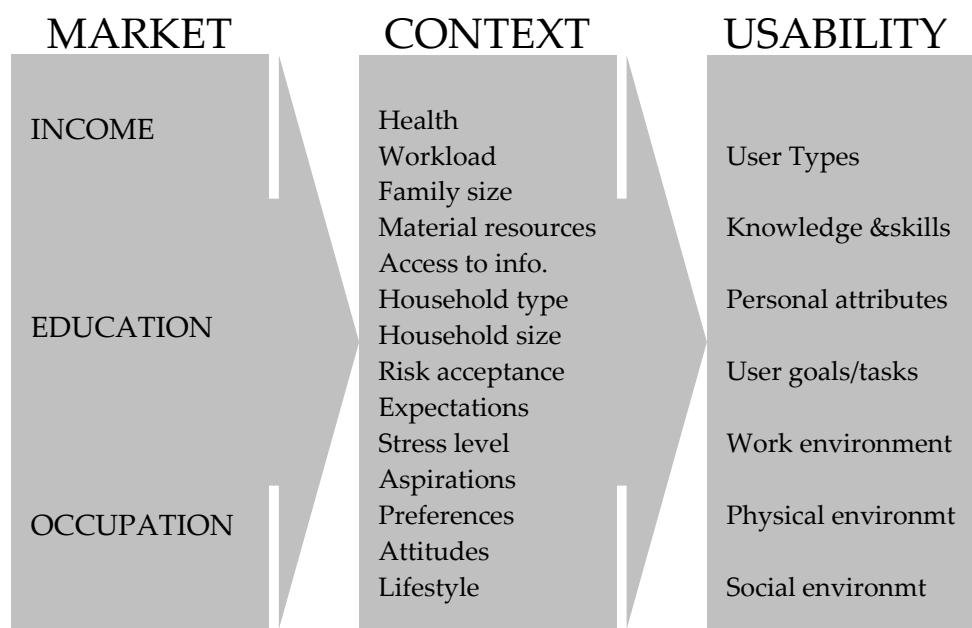 MARKET
INCOME
EDUCATION
OCCUPATION
CONTEXT
Health
Workload
Family size
Material resources
Access to info.
Household type
Household size
Risk acceptance
Expectations
Stress level
Aspirations
Preferences
Attitudes
Lifestyle
USABILITY
User Types
Knowledge &skills
Personal attributes
User goals/tasks
Work environment
Physical environmt
Social environmt